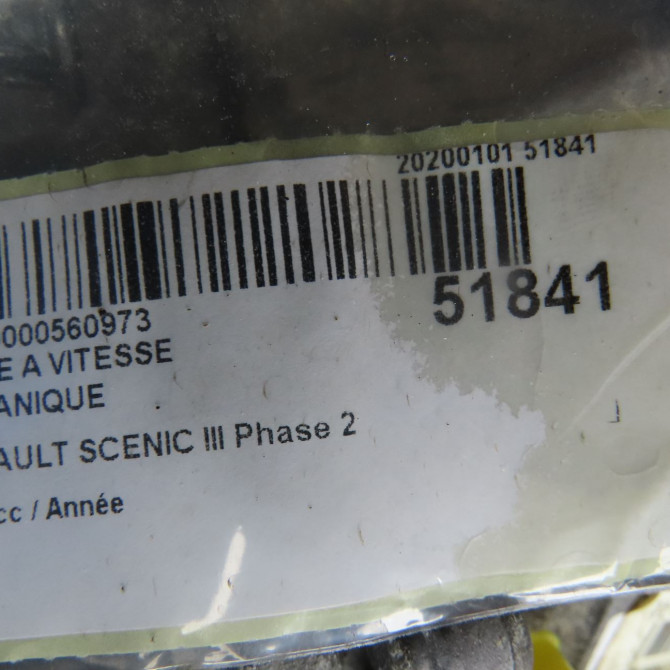 20200101 51841
51841
000560973
E A VITESSE
ANIQUE
AULT SCENIC III Phase 2
cc / Année